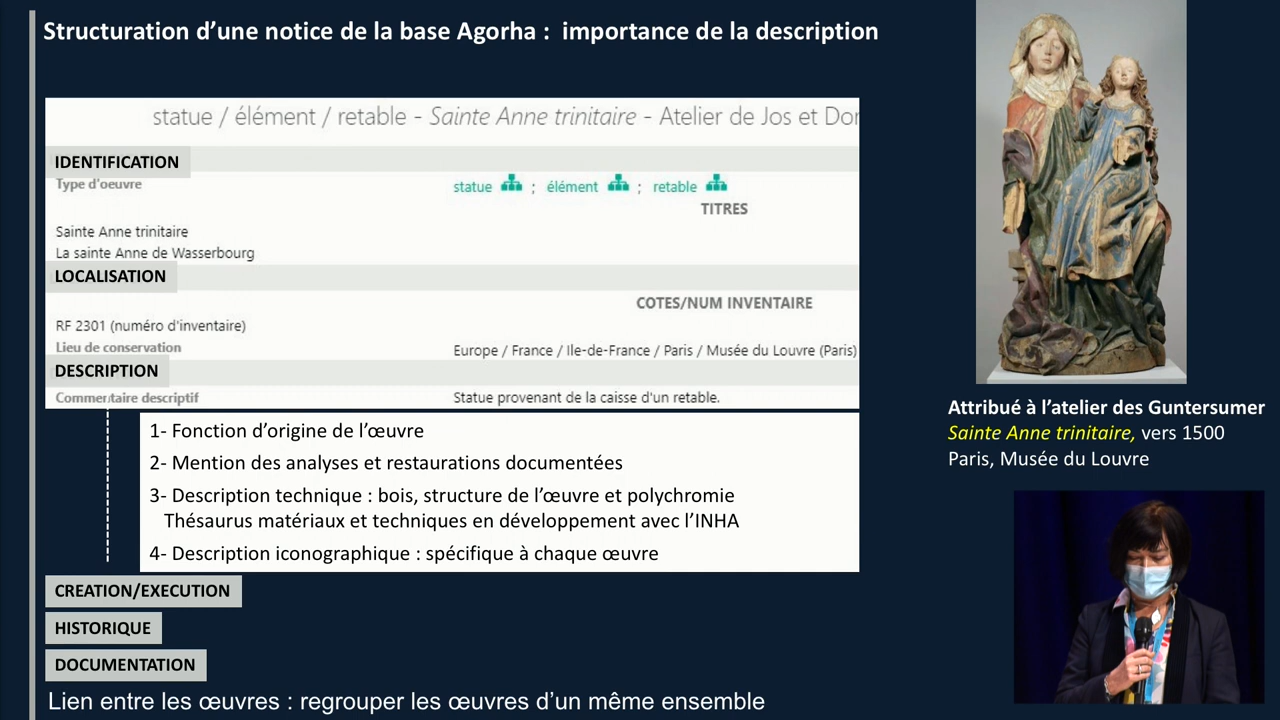 Structuration d’une notice de la base Agorha : importance de la description
statue / élément / retable - Sainte Anne trinitaire - Atelier de Jos et Dor
IDENTIFICATION
Type d'oeuvre
statue ; élément ; retable
TITRES
Sainte Anne trinitaire
La sainte Anne de Wasserbourg
LOCALISATION
COTES/NUM INVENTAIRE
RF 2301 (numéro d'inventaire)
Lieu de conservation
Europe / France / Ile-de-France / Paris / Musée du Louvre (Paris)
DESCRIPTION
Commentaire descriptif
Statue provenant de la caisse d'un retable.
1- Fonction d’origine de l’œuvre
2- Mention des analyses et restaurations documentées
3- Description technique : bois, structure de l’œuvre et polychromie
Thésaurus matériaux et techniques en développement avec l’INHA
4- Description iconographique : spécifique à chaque œuvre
CREATION/EXECUTION
HISTORIQUE
DOCUMENTATION
Lien entre les œuvres : regrouper les œuvres d’un même ensemble
Attribué à l’atelier des Guntersumer
Sainte Anne trinitaire, vers 1500
Paris, Musée du Louvre